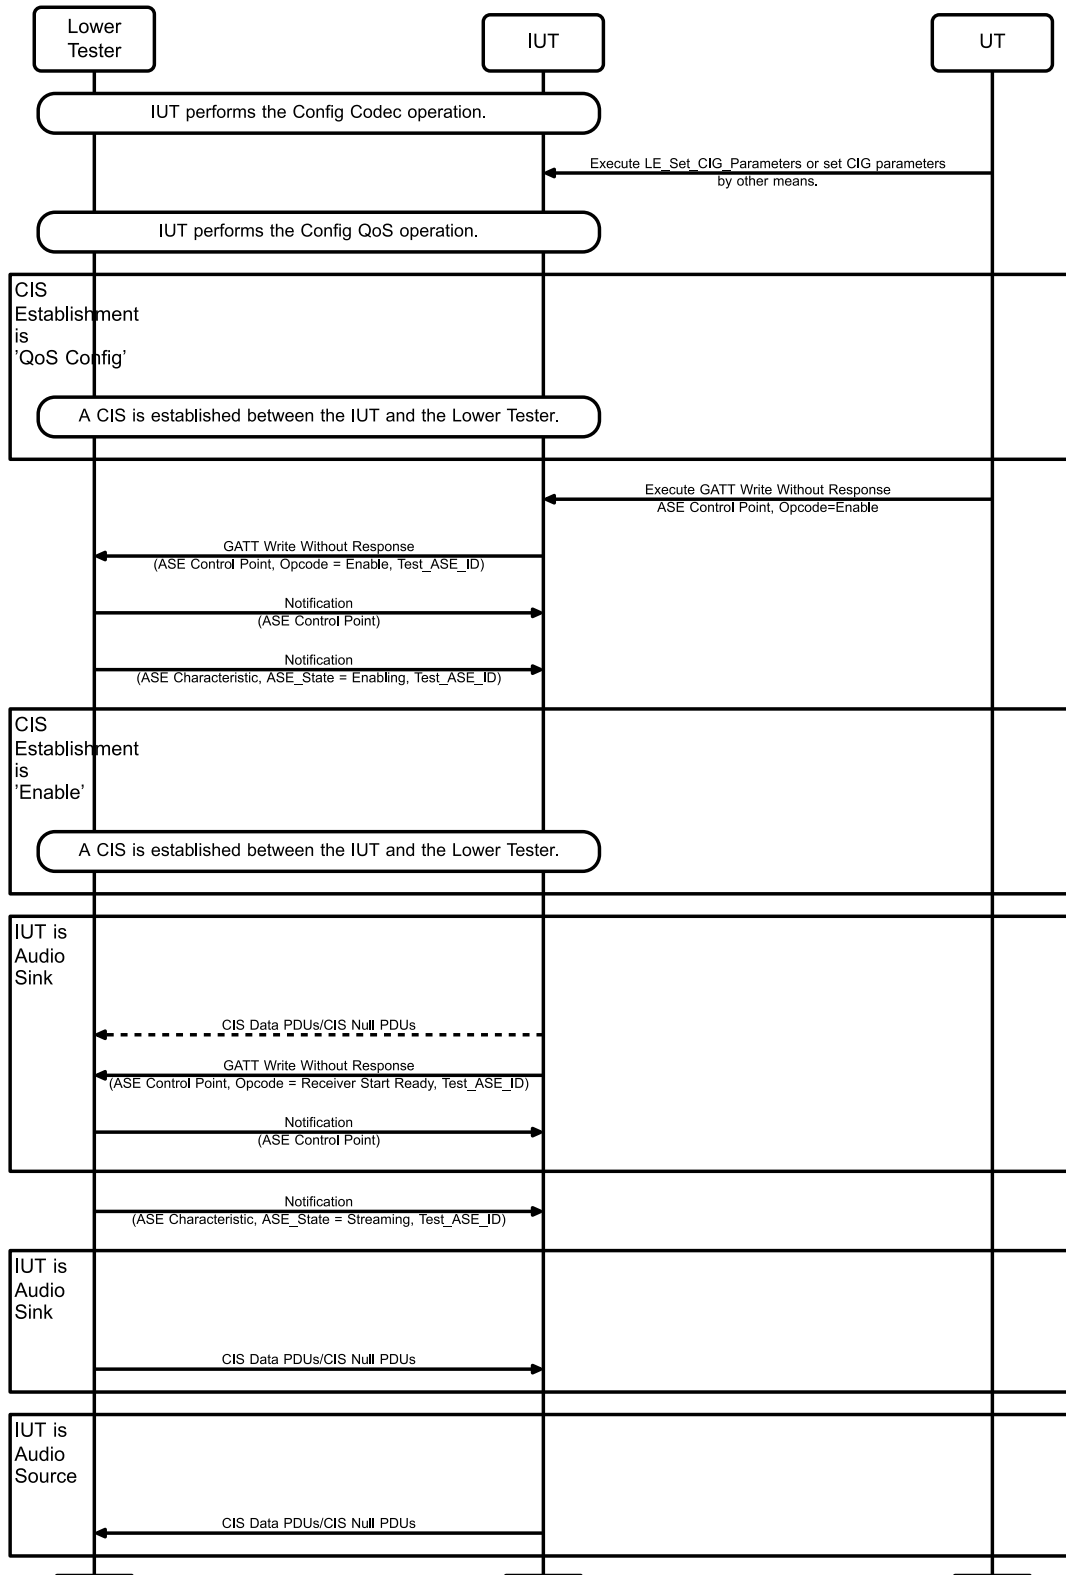 Lower
Tester
IUT
UT
IUT performs the Config Codec operation.
Execute LE_Set_CIG_Parameters or set CIG parameters
by other means.
IUT performs the Config QoS operation.
CIS
Establishment
is
'QoS Config'
A CIS is established between the IUT and the Lower Tester.
Execute GATT Write Without Response
ASE Control Point, Opcode=Enable
GATT Write Without Response
(ASE Control Point, Opcode = Enable, Test_ASE_ID)
Notification
(ASE Control Point)
Notification
(ASE Characteristic, ASE_State = Enabling, Test_ASE_ID)
CIS
Establishment
is
'Enable'
A CIS is established between the IUT and the Lower Tester.
IUT is
Audio
Sink
CIS Data PDUs/CIS Null PDUs
GATT Write Without Response
(ASE Control Point, Opcode = Receiver Start Ready, Test_ASE_ID)
Notification
(ASE Control Point)
Notification
(ASE Characteristic, ASE_State = Streaming, Test_ASE_ID)
IUT is
Audio
Sink
CIS Data PDUs/CIS Null PDUs
IUT is
Audio
Source
CIS Data PDUs/CIS Null PDUs